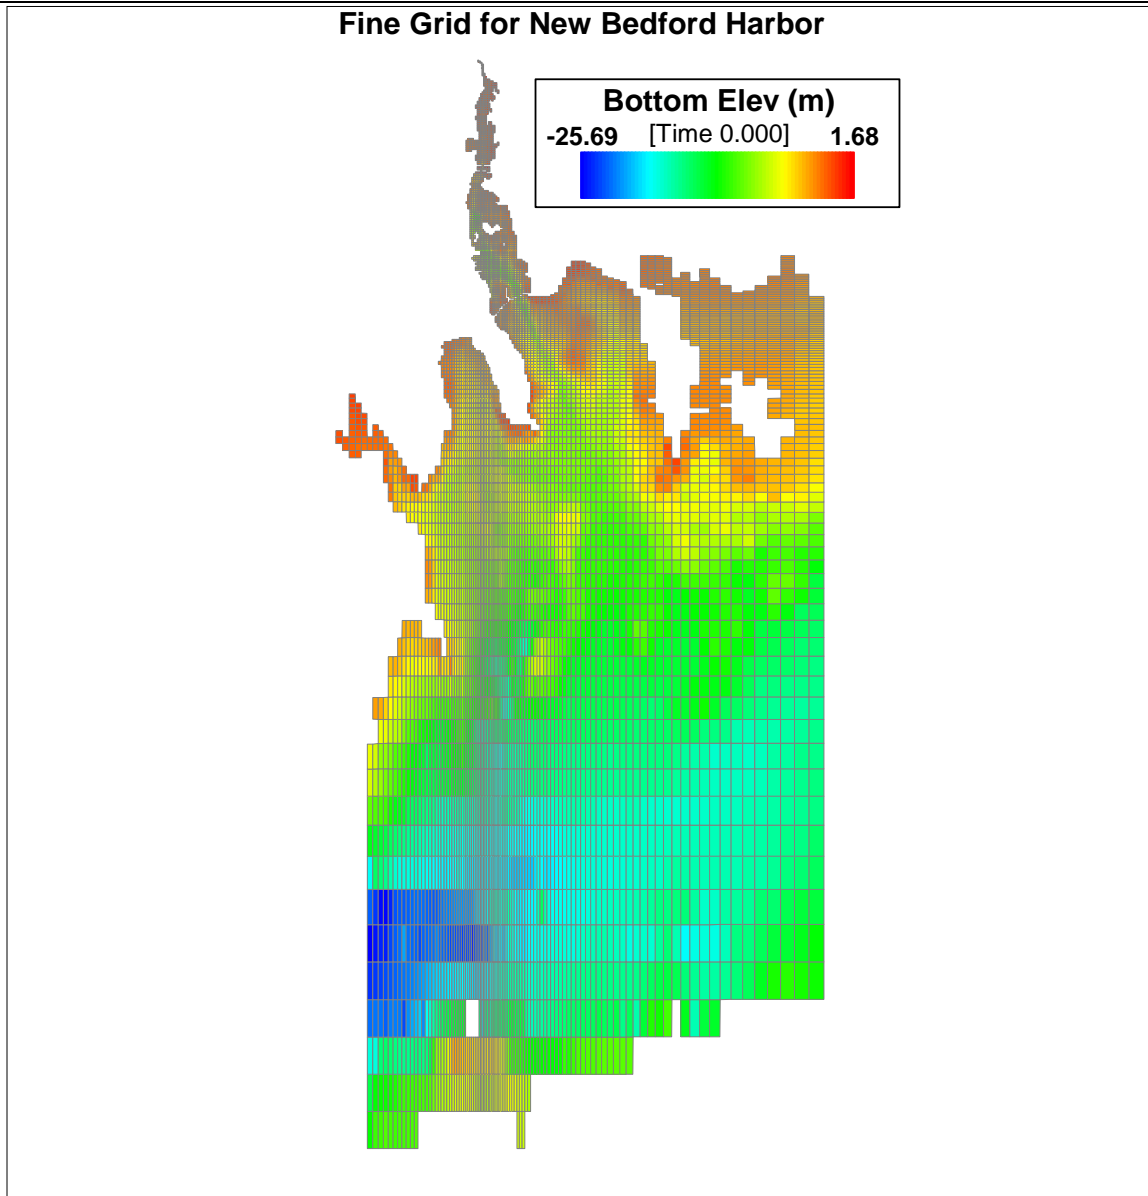 Fine Grid for New Bedford Harbor
Bottom Elev (m)
-25.69 [Time 0.000] 1.68